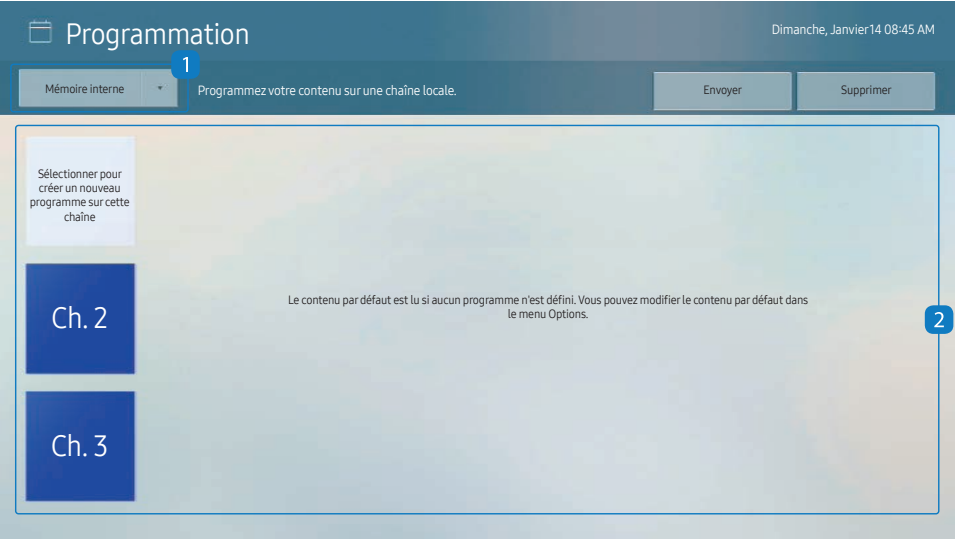 Programmation
Dimanche, Janvier 14 08:45 AM
1
Mémoire interne
Programmez votre contenu sur une chaîne locale.
Envoyer
Supprimer
Sélectionner pour
créer un nouveau
programme sur cette
chaîne
Ch. 2
Le contenu par défaut est lu si aucun programme n'est défini. Vous pouvez modifier le contenu par défaut dans
le menu Options.
2
Ch. 3